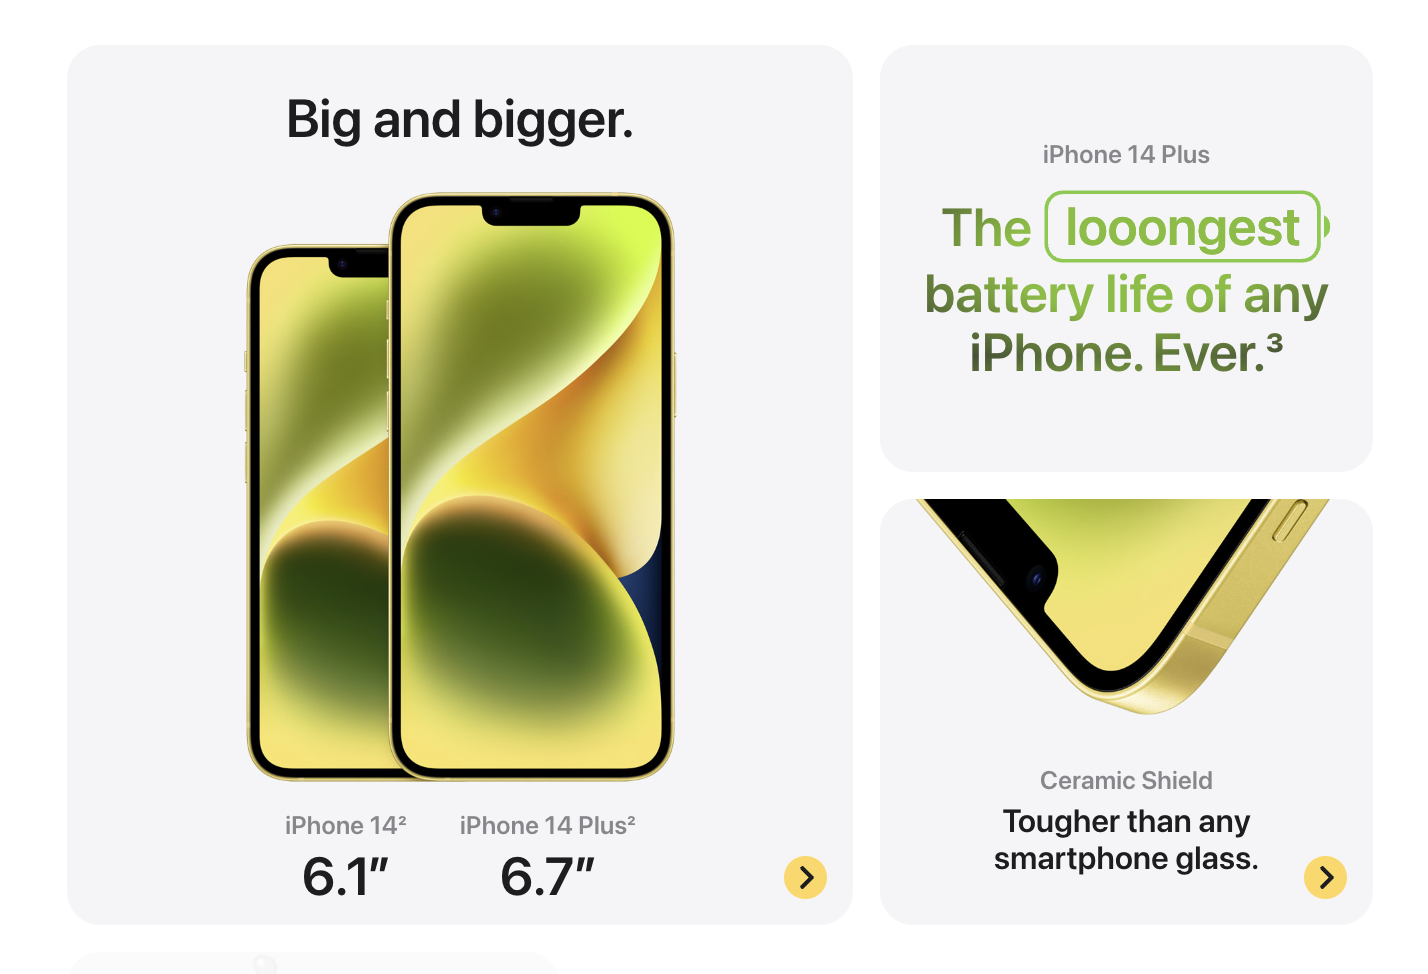 Big and bigger.
iPhone 14² iPhone 14 Plus²
6.1″ 6.7″
iPhone 14 Plus
The looongest
battery life of any
iPhone. Ever.³
Ceramic Shield
Tougher than any
smartphone glass.